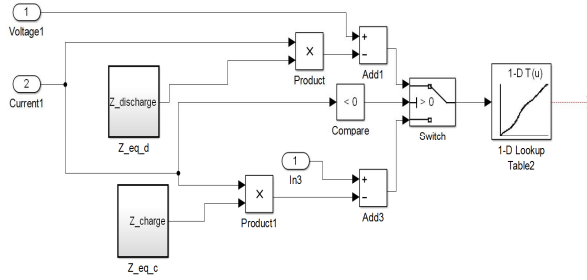 1
Voltage1
2
Current1
Z_discharge
Z_eq_d
×
Product
+
−
Add1
< 0
Compare
> 0
Switch
1-D T(u)
1-D Lookup
Table2
1
In3
Z_charge
Z_eq_c
×
Product1
+
−
Add3